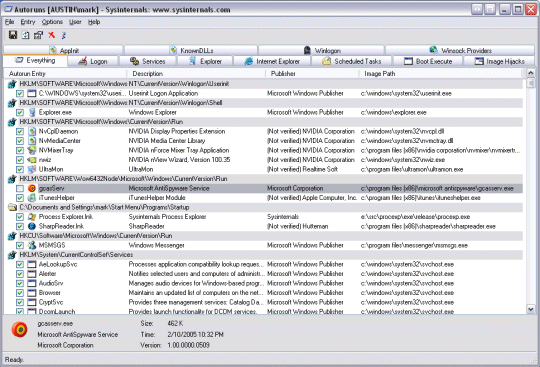 Autoruns [AUSTIN\mark] - Sysinternals: www.sysinternals.com
File Entry Options User Help
AppInit KnownDLLs Winlogon Winsock Providers
Everything Logon Services Explorer Internet Explorer Scheduled Tasks Boot Execute Image Hijacks
Autorun Entry Description Publisher Image Path
HKLM\SOFTWARE\Microsoft\Windows NT\CurrentVersion\Winlogon\Userinit
C:\WINDOWS\system32\useri... Userinit Logon Application Microsoft Windows Publisher c:\windows\system32\userinit.exe
HKLM\SOFTWARE\Microsoft\Windows NT\CurrentVersion\Winlogon\Shell
Explorer.exe Windows Explorer Microsoft Windows Publisher c:\windows\explorer.exe
HKLM\SOFTWARE\Microsoft\Windows\CurrentVersion\Run
NvCplDaemon NVIDIA Display Properties Extension (Not verified) NVIDIA Corporation c:\windows\system32\nvcpl.dll
NvMediaCenter NVIDIA Media Center Library (Not verified) NVIDIA Corporation c:\windows\system32\nvmctray.dll
NVMixerTray NVIDIA nForce Mixer Tray Application (Not verified) NVIDIA Corporation c:\program files (x86)\nvidia corporation\nvmixer\nvmixertr...
nwiz NVIDIA nView Wizard, Version 100.35 (Not verified) NVIDIA Corporation c:\windows\system32\nwiz.exe
UltraMon UltraMon (Not verified) Realtime Soft c:\program files\ultramon\ultramon.exe
HKLM\SOFTWARE\Wow6432Node\Microsoft\Windows\CurrentVersion\Run
gcasServ Microsoft AntiSpyware Service Microsoft Corporation c:\program files (x86)\microsoft antispyware\gcasserv.exe
iTunesHelper iTunesHelper Module (Not verified) Apple Computer, Inc. c:\program files (x86)\itunes\ituneshelper.exe
C:\Documents and Settings\mark\Start Menu\Programs\Startup
Process Explorer.lnk Sysinternals Process Explorer Sysinternals e:\src\procexp\exe\release\procexp.exe
SharpReader.lnk SharpReader (Not verified) Hutteman c:\program files (x86)\sharpreader\sharpreader.exe
HKCU\Software\Microsoft\Windows\CurrentVersion\Run
MSMSGS Windows Messenger Microsoft Windows Publisher c:\program files\messenger\msmsgs.exe
HKLM\System\CurrentControlSet\Services
AeLookupSvc Processes application compatibility lookup reques... Microsoft Windows Publisher c:\windows\system32\svchost.exe
Alerter Notifies selected users and computers of administr... Microsoft Windows Publisher c:\windows\system32\svchost.exe
AudioSrv Manages audio devices for Windows-based progr... Microsoft Windows Publisher c:\windows\system32\svchost.exe
Browser Maintains an updated list of computers on the net... Microsoft Windows Publisher c:\windows\system32\svchost.exe
CryptSvc Provides three management services: Catalog Da... Microsoft Windows Publisher c:\windows\system32\svchost.exe
DcomLaunch Provides launch functionality for DCOM services. Microsoft Windows Publisher c:\windows\system32\svchost.exe
gcasserv.exe Size: 462 K
Microsoft AntiSpyware Service Time: 2/10/2005 10:32 PM
Microsoft Corporation Version: 1.00.0000.0509
Ready.